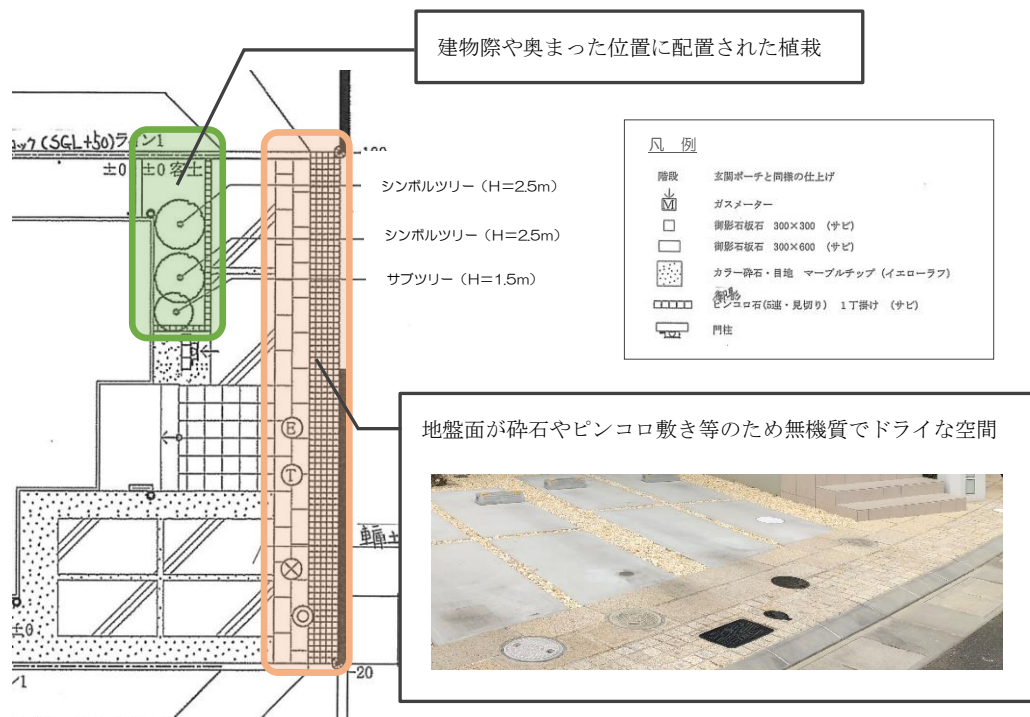 建物際や奥まった位置に配置された植栽
ック(SGL+50)ライン1
±0
±0 客土
シンボルツリー（H=2.5m）
シンボルツリー（H=2.5m）
サブツリー（H=1.5m）
凡 例
階段 玄関ポーチと同様の仕上げ
M ガスメーター
御影石板石 300×300 （サビ）
御影石板石 300×600 （サビ）
カラー砕石・目地 マーブルチップ（イエローラフ）
御影
ピンコロ石(5連・見切り) 1丁掛け （サビ）
門柱
地盤面が砕石やピンコロ敷き等のため無機質でドライな空間
E
T
±0
-20